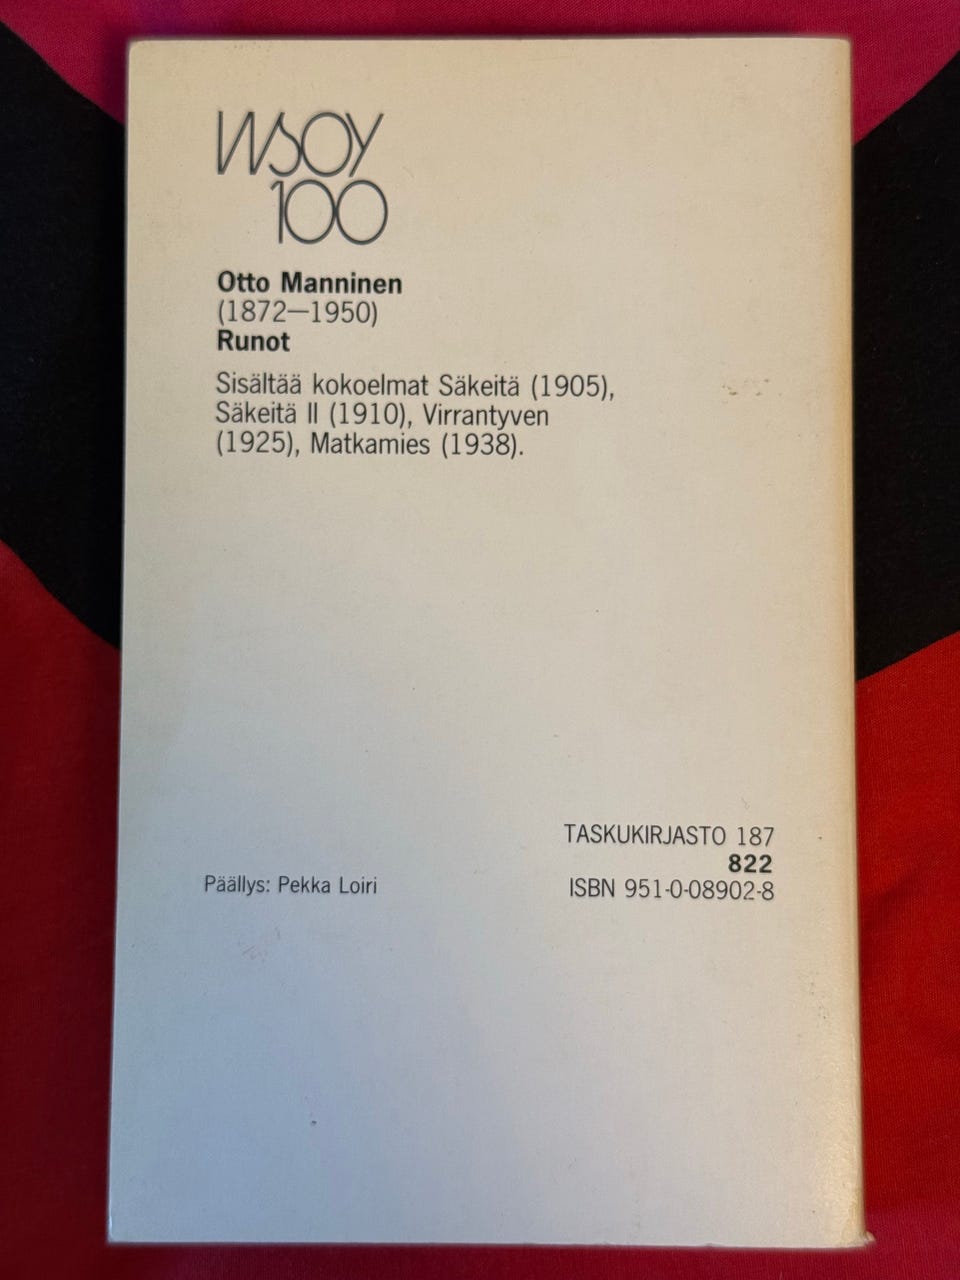 WSOY
100
Otto Manninen
(1872—1950)
Runot
Sisältää kokoelmat Säkeitä (1905),
Säkeitä II (1910), Virrantyven
(1925), Matkamies (1938).
TASKUKIRJASTO 187
822
Päällys: Pekka Loiri
ISBN 951-0-08902-8